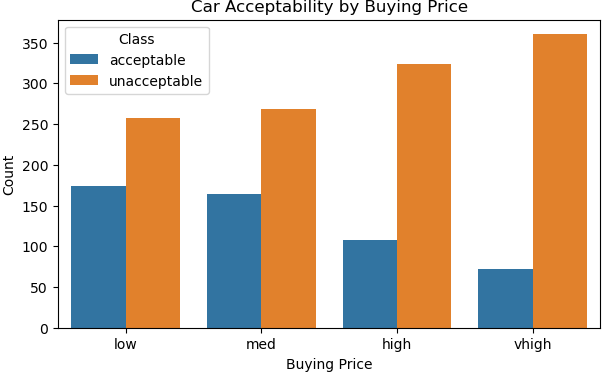 Car Acceptability by Buying Price
Class
acceptable
unacceptable
Count
350
300
250
200
150
100
50
0
low med high vhigh
Buying Price